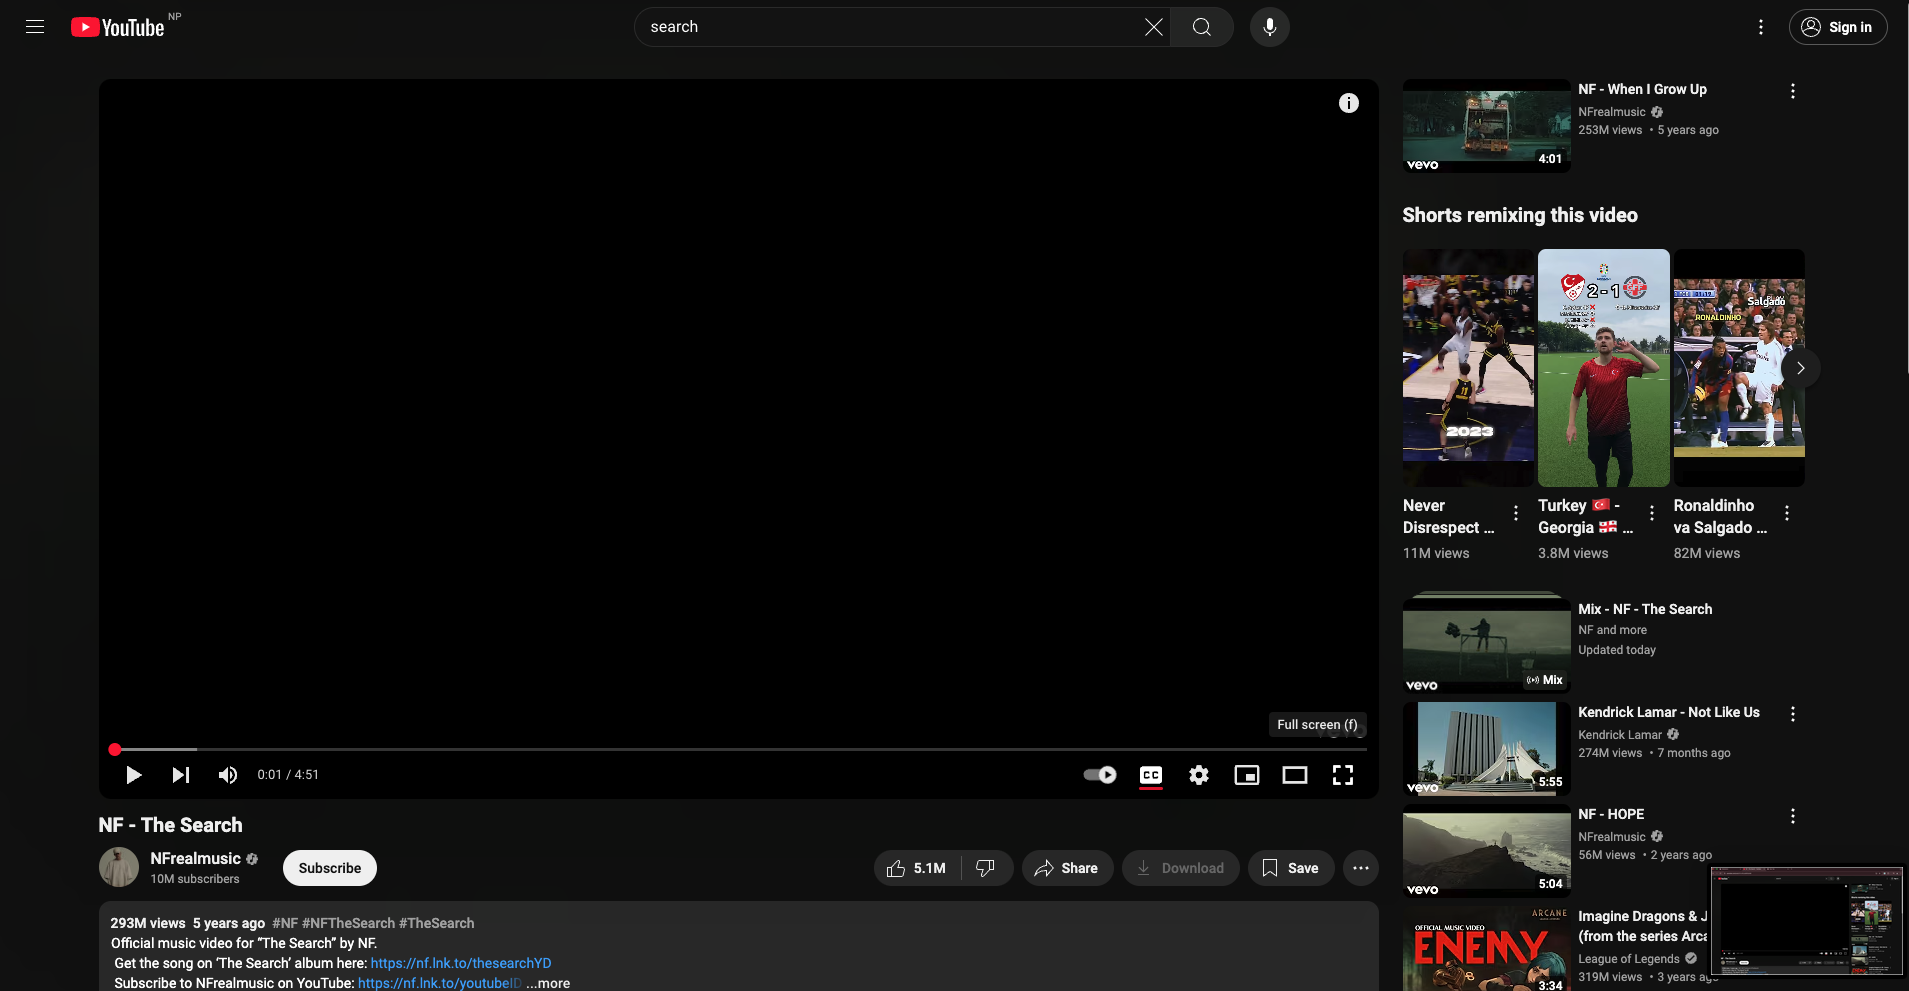 YouTube NP
search
Sign in
Full screen (f)
vevo
0:01 / 4:51
CC
NF - The Search
NFrealmusic
10M subscribers
Subscribe
5.1M
Share
Download
Save
293M views 5 years ago #NF #NFTheSearch #TheSearch
Official music video for “The Search” by NF.
Get the song on ‘The Search’ album here: https://nf.lnk.to/thesearchYD
Subscribe to NFrealmusic on YouTube: https://nf.lnk.to/youtubeID ...more
vevo
4:01
NF - When I Grow Up
NFrealmusic
253M views • 5 years ago
Shorts remixing this video
2023
2-1
Salgado
RONALDINHO
Never
Disrespect ...
11M views
Turkey 🇹🇷 -
Georgia 🇬🇪 ...
3.8M views
Ronaldinho
va Salgado ...
82M views
vevo
Mix
Mix - NF - The Search
NF and more
Updated today
vevo
5:55
Kendrick Lamar - Not Like Us
Kendrick Lamar
274M views • 7 months ago
vevo
5:04
NF - HOPE
NFrealmusic
56M views • 2 years ago
ARCANE
OFFICIAL MUSIC VIDEO
ENEMY
3:34
Imagine Dragons & J
(from the series Arca
League of Legends
319M views • 3 years ago